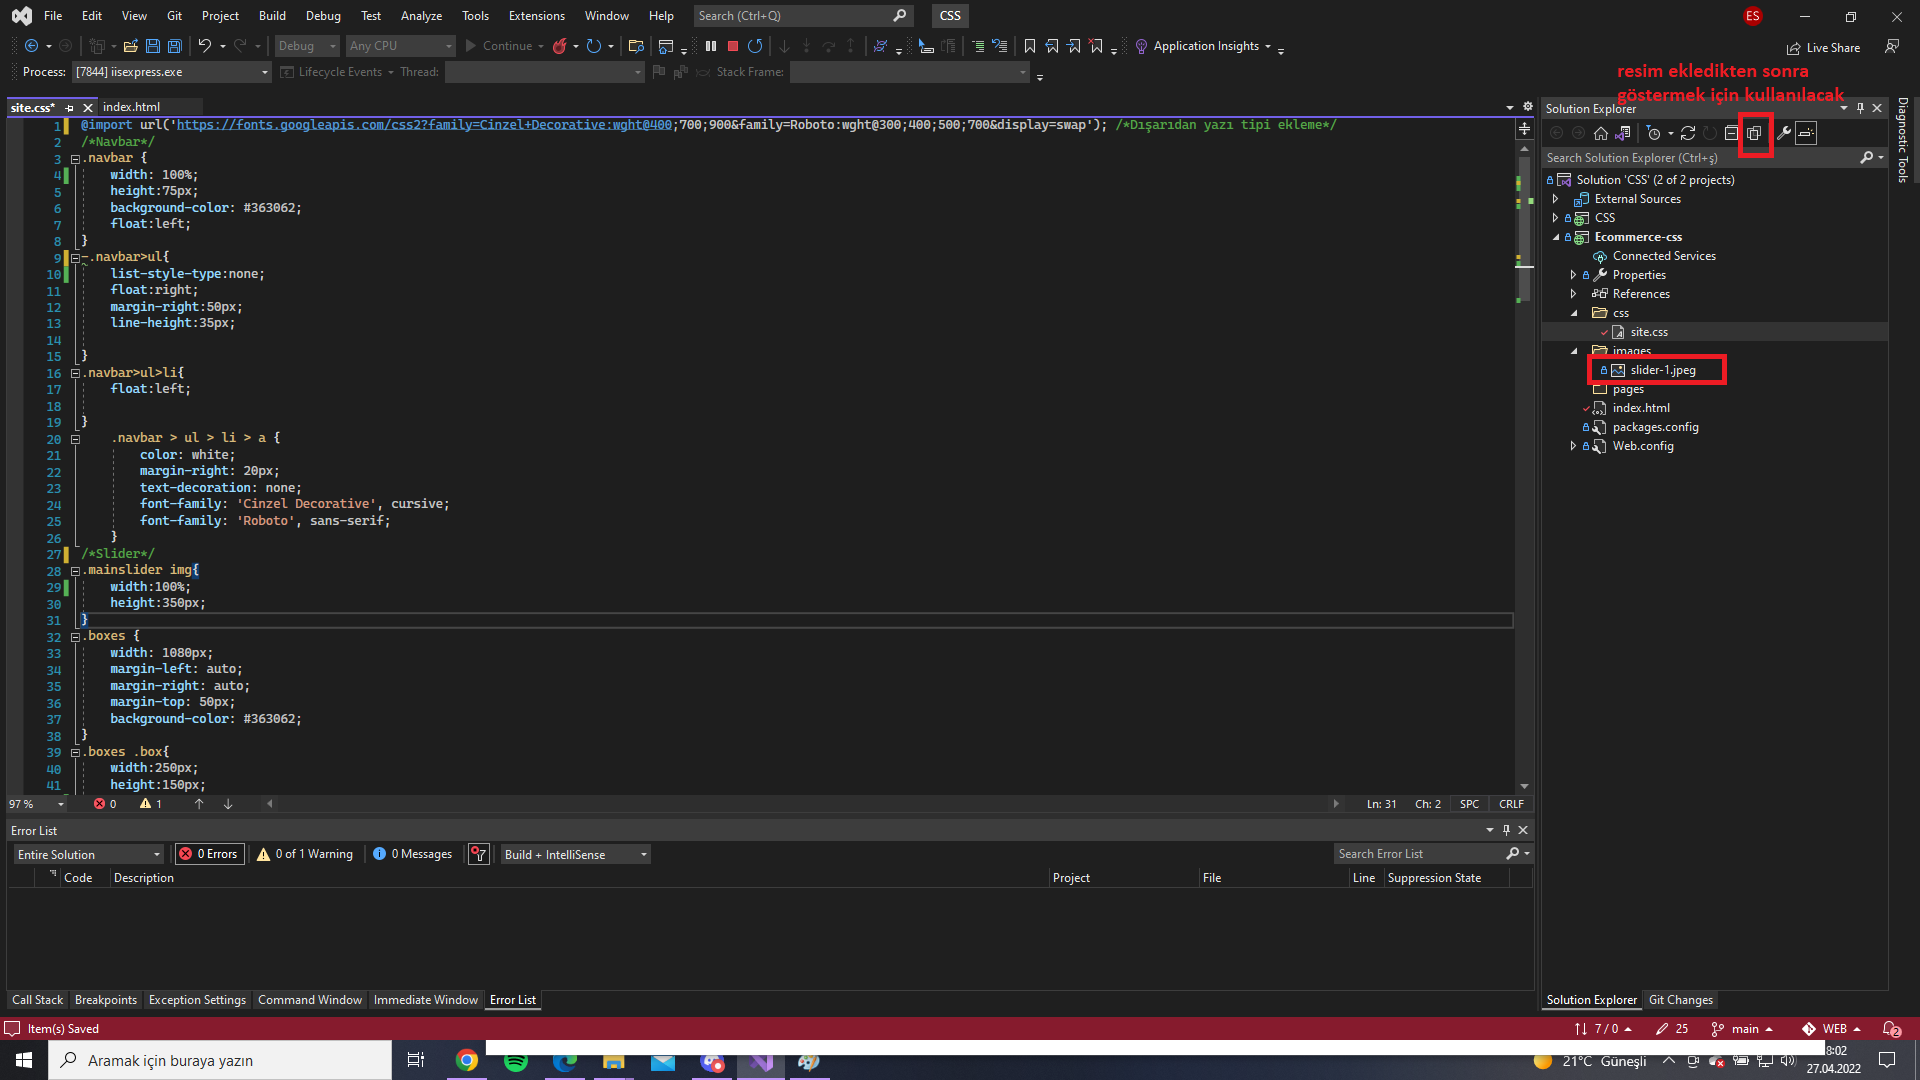 File Edit View Git Project Build Debug Test Analyze Tools Extensions Window Help Search (Ctrl+Q) CSS ES
Debug Any CPU Continue Application Insights Live Share
Process: [7844] iisexpress.exe Lifecycle Events Thread: Stack Frame:
resim ekledikten sonra
göstermek için kullanılacak
site.css* index.html
1 @import url('https://fonts.googleapis.com/css2?family=Cinzel+Decorative:wght@400;700;900&family=Roboto:wght@300;400;500;700&display=swap'); /*Dışarıdan yazı tipi ekleme*/
2 /*Navbar*/
3 .navbar {
4 width: 100%;
5 height:75px;
6 background-color: #363062;
7 float:left;
8 }
9 .navbar>ul{
10 list-style-type:none;
11 float:right;
12 margin-right:50px;
13 line-height:35px;
14
15 }
16 .navbar>ul>li{
17 float:left;
18
19 }
20 .navbar > ul > li > a {
21 color: white;
22 margin-right: 20px;
23 text-decoration: none;
24 font-family: 'Cinzel Decorative', cursive;
25 font-family: 'Roboto', sans-serif;
26 }
27 /*Slider*/
28 .mainslider img{
29 width:100%;
30 height:350px;
31 }
32 .boxes {
33 width: 1080px;
34 margin-left: auto;
35 margin-right: auto;
36 margin-top: 50px;
37 background-color: #363062;
38 }
39 .boxes .box{
40 width:250px;
41 height:150px;
97 % 0 1 Ln: 31 Ch: 2 SPC CRLF
Error List
Entire Solution 0 Errors 0 of 1 Warning 0 Messages Build + IntelliSense Search Error List
Code Description Project File Line Suppression State
Call Stack Breakpoints Exception Settings Command Window Immediate Window Error List
Solution Explorer
Search Solution Explorer (Ctrl+ş)
Solution 'CSS' (2 of 2 projects)
External Sources
CSS
Ecommerce-css
Connected Services
Properties
References
css
site.css
images
slider-1.jpeg
pages
index.html
packages.config
Web.config
Solution Explorer Git Changes
Diagnostic Tools
Item(s) Saved 7 / 0 25 main WEB 2
Aramak için buraya yazın 21°C Güneşli 8:02
27.04.2022